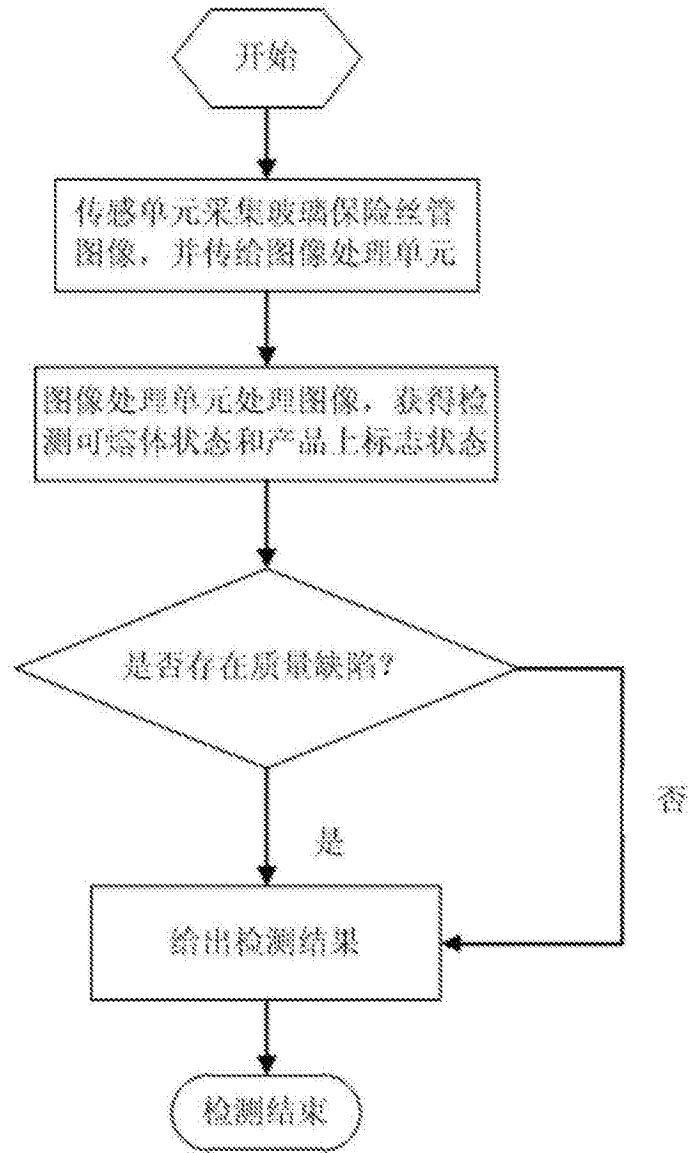 开始
传感单元采集玻璃保险丝管
图像，并传给图像处理单元
图像处理单元处理图像，获得检
测可熔体状态和产品上标志状态
是否存在质量缺陷？
否
是
给出检测结果
检测结束